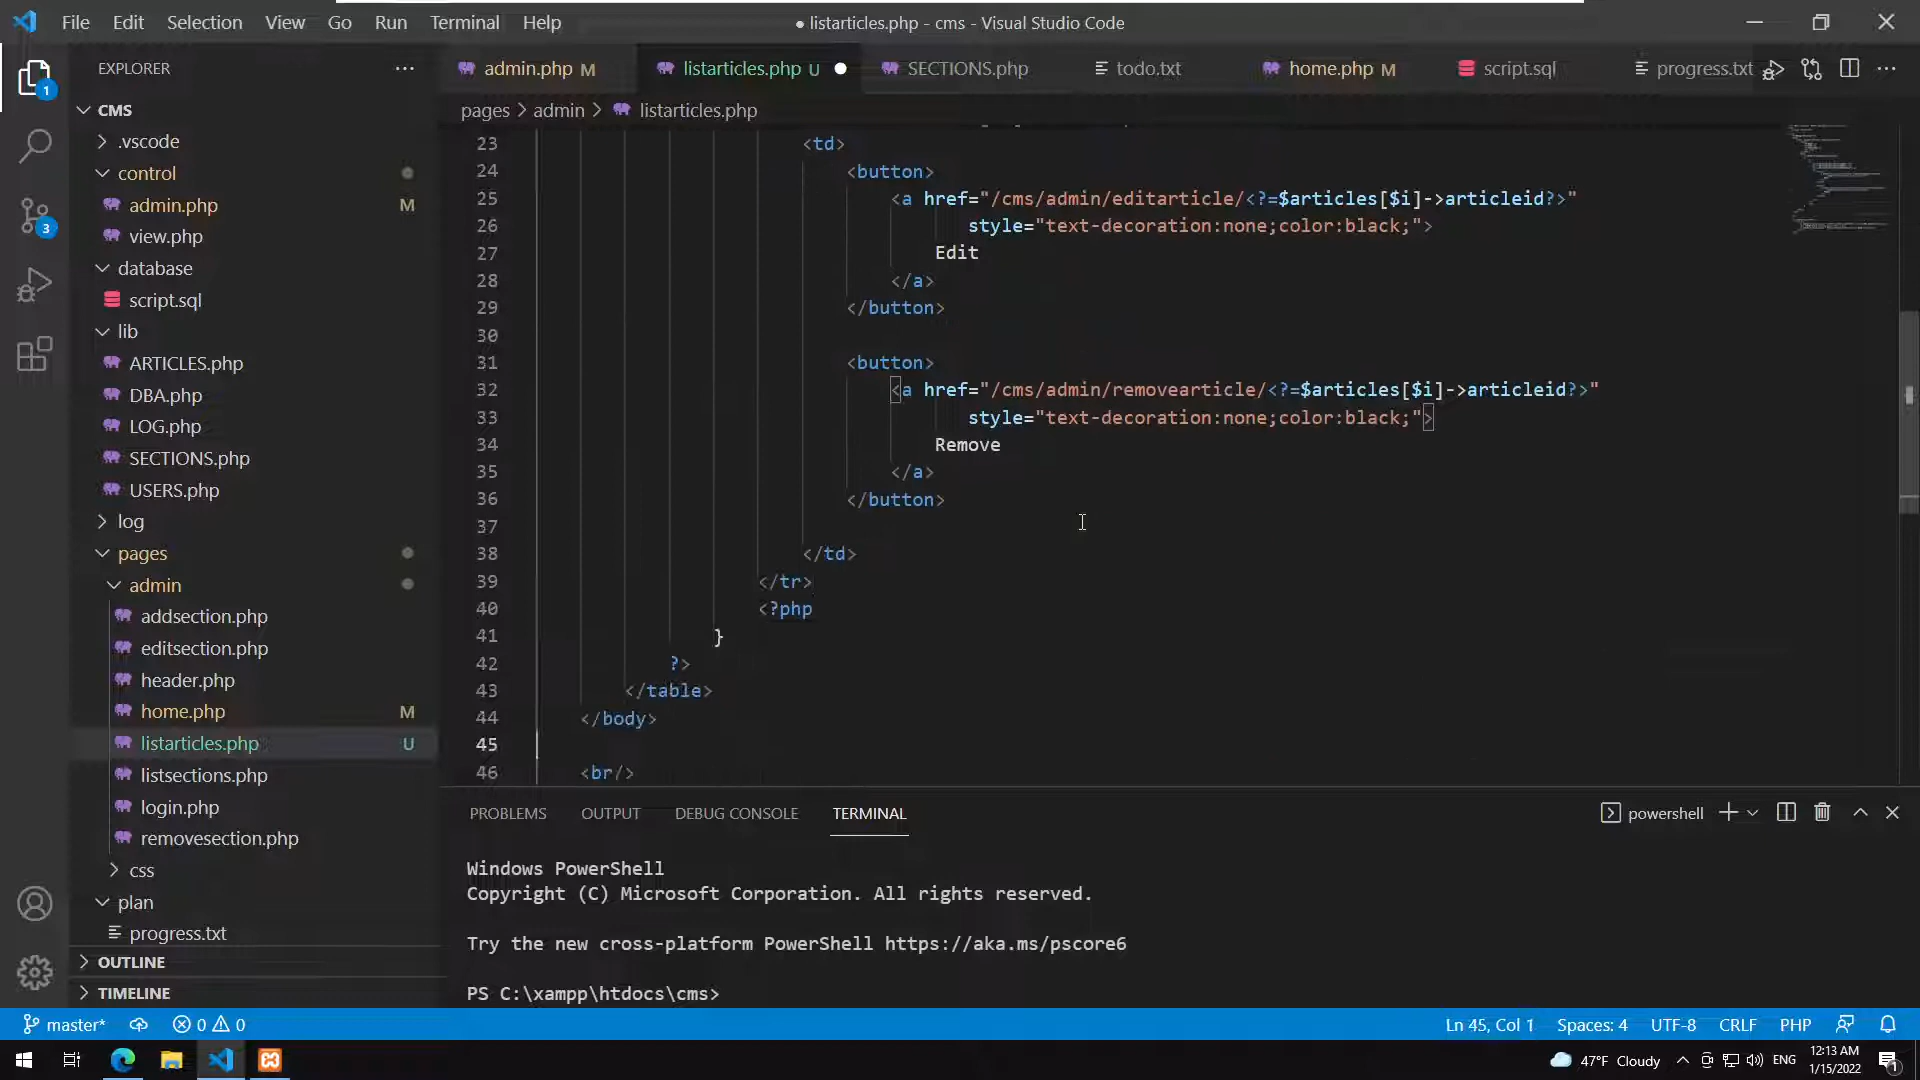 File Edit Selection View Go Run Terminal Help
● listarticles.php - cms - Visual Studio Code
EXPLORER
admin.php M
listarticles.php U
SECTIONS.php
todo.txt
home.php M
script.sql
progress.txt
pages > admin > listarticles.php
1
3
CMS
.vscode
control
admin.php M
view.php
database
script.sql
lib
ARTICLES.php
DBA.php
LOG.php
SECTIONS.php
USERS.php
log
pages
admin
addsection.php
editsection.php
header.php
home.php M
listarticles.php U
listsections.php
login.php
removesection.php
css
plan
progress.txt
OUTLINE
TIMELINE
23 <td>
24 <button>
25 <a href="/cms/admin/editarticle/<?=$articles[$i]->articleid?>"
26 style="text-decoration:none;color:black;">
27 Edit
28 </a>
29 </button>
30
31 <button>
32 <a href="/cms/admin/removearticle/<?=$articles[$i]->articleid?>"
33 style="text-decoration:none;color:black;">
34 Remove
35 </a>
36 </button>
37
38 </td>
39 </tr>
40 <?php
41 }
42 ?>
43 </table>
44 </body>
45
46 <br/>
PROBLEMS OUTPUT DEBUG CONSOLE TERMINAL
powershell
Windows PowerShell
Copyright (C) Microsoft Corporation. All rights reserved.
Try the new cross-platform PowerShell https://aka.ms/pscore6
PS C:\xampp\htdocs\cms>
master* 0 0
Ln 45, Col 1 Spaces: 4 UTF-8 CRLF PHP
47°F Cloudy
ENG
12:13 AM
1/15/2022
1